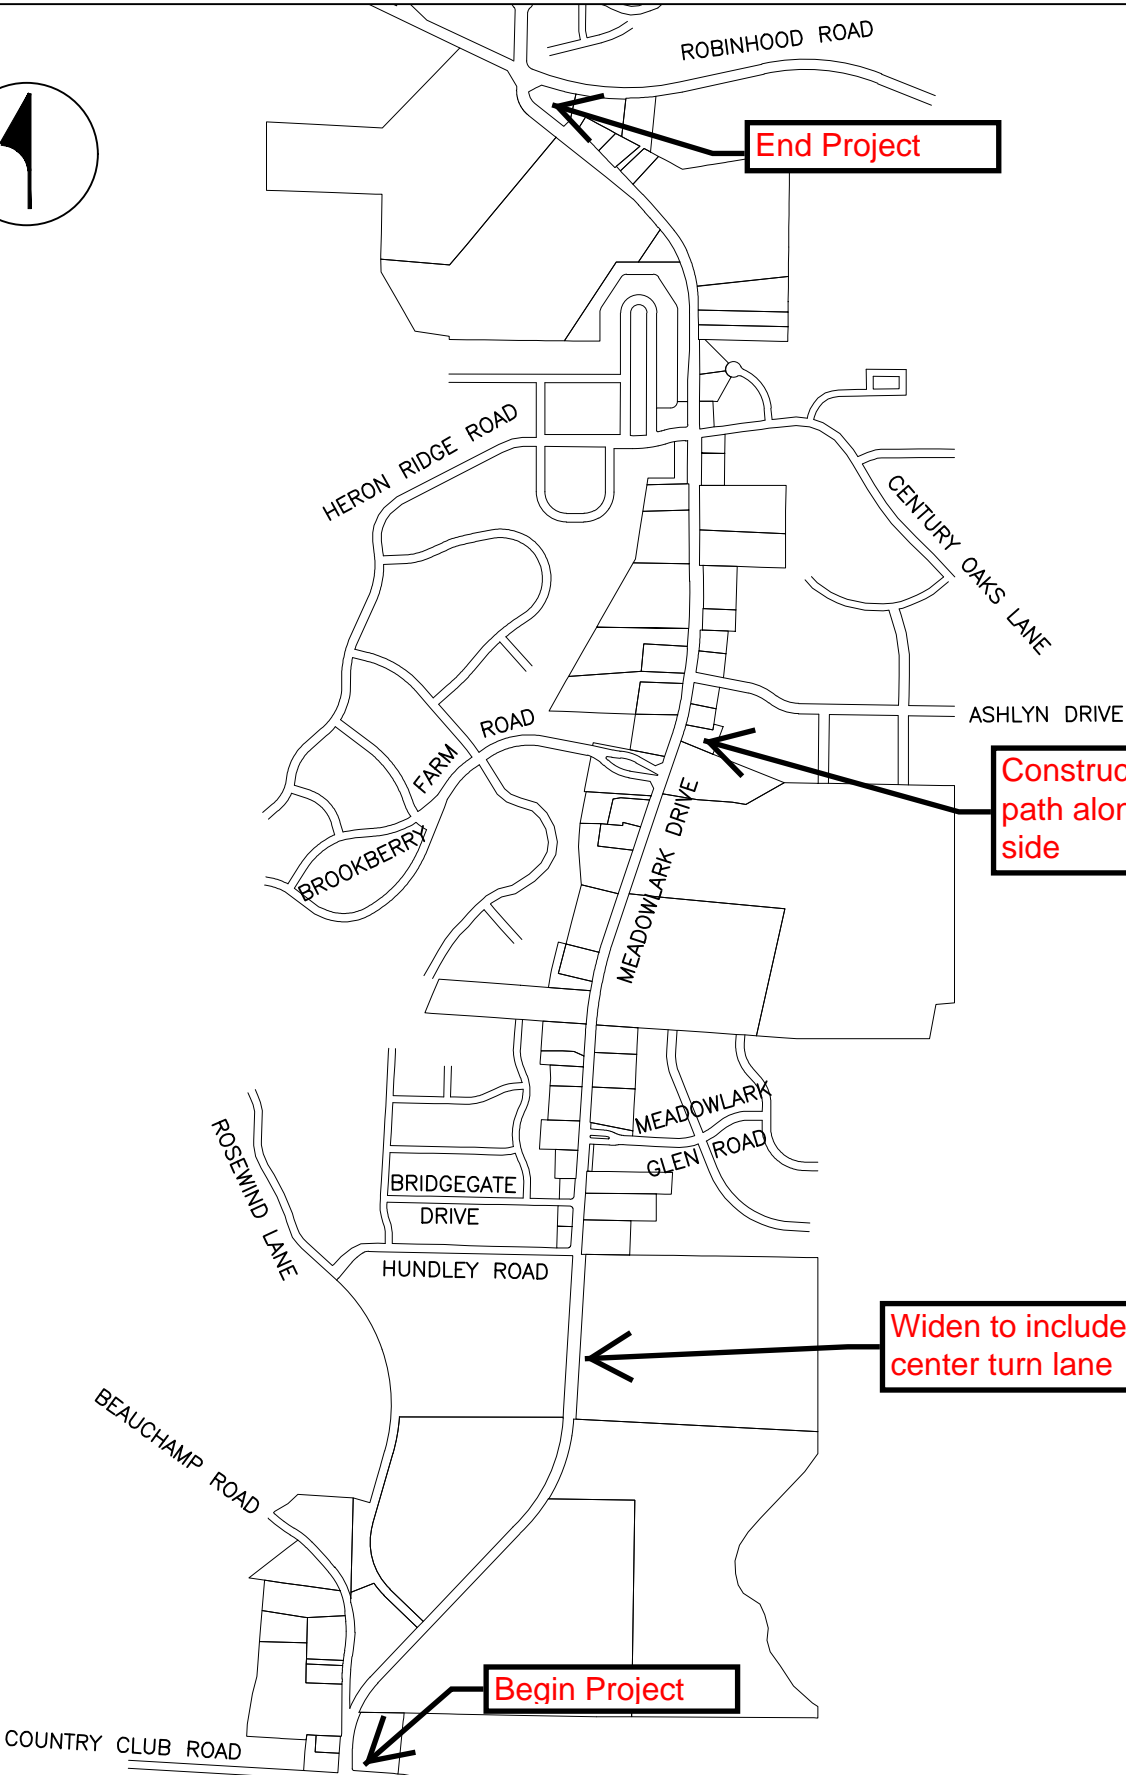 ROBINHOOD ROAD
End Project
HERON RIDGE ROAD
CENTURY OAKS LANE
ROAD
FARM
ASHLYN DRIVE
BROOKBERRY
MEADOWLARK DRIVE
Construc
path alon
side
MEADOWLARK
GLEN ROAD
ROSEWIND LANE
BRIDGEGATE
DRIVE
HUNDLEY ROAD
Widen to include
center turn lane
BEAUCHAMP ROAD
Begin Project
COUNTRY CLUB ROAD